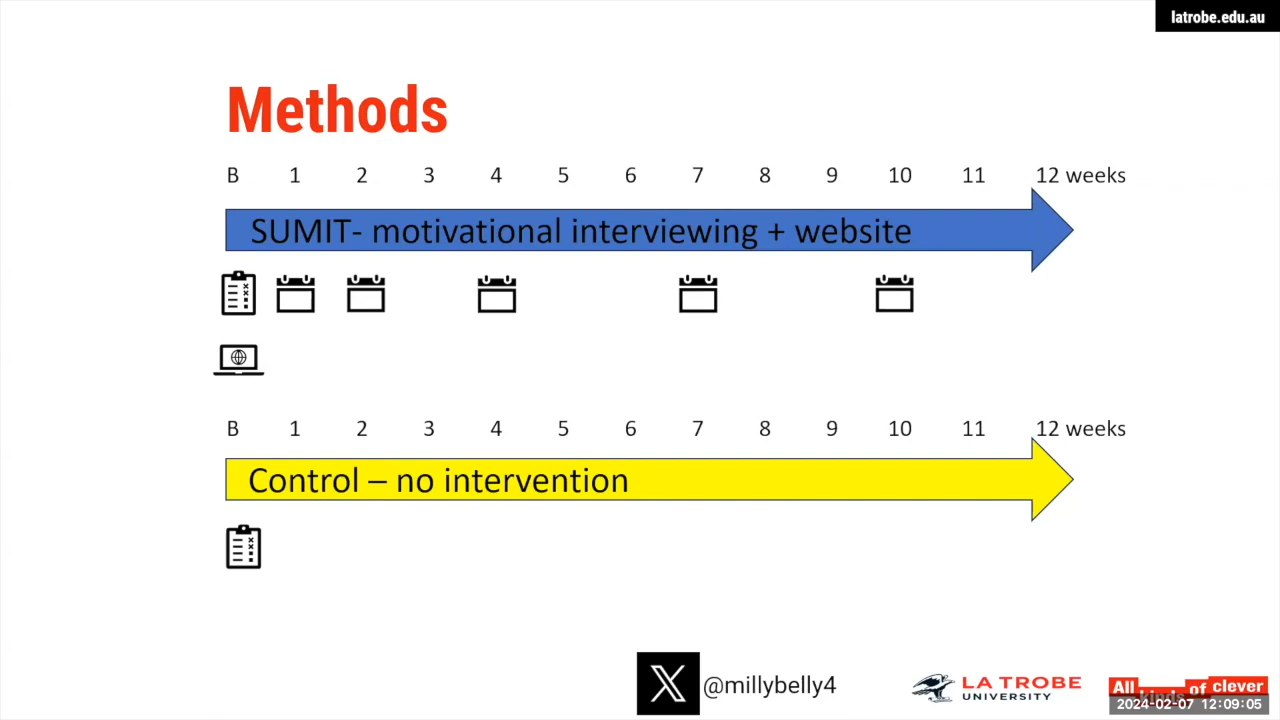 latrobe.edu.au
Methods
B 1 2 3 4 5 6 7 8 9 10 11 12 weeks
SUMIT- motivational interviewing + website
B 1 2 3 4 5 6 7 8 9 10 11 12 weeks
Control – no intervention
@millybelly4
LA TROBE
UNIVERSITY
All kinds of clever
2024-02-07 12:09:05